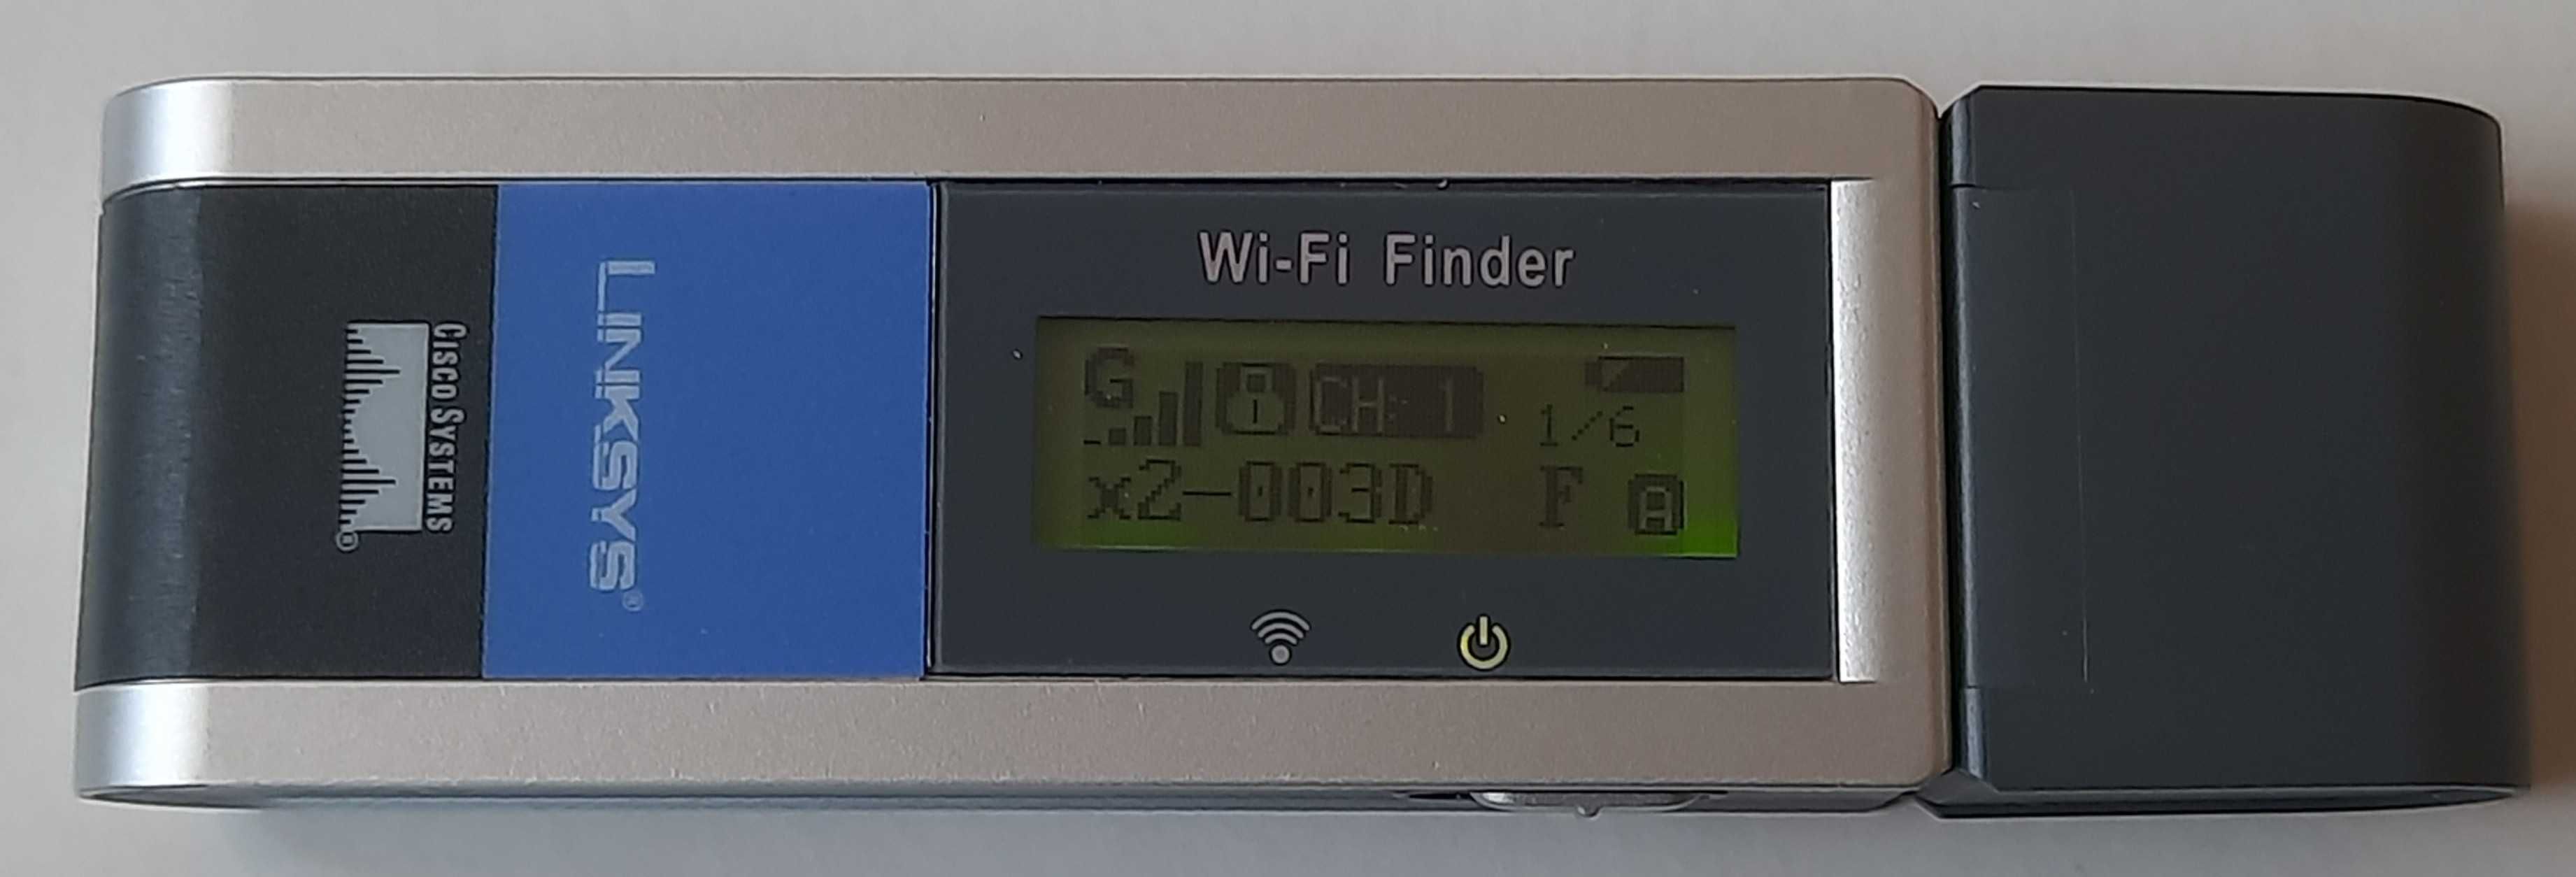 CISCO SYSTEMS
®
LINKSYS®
Wi-Fi Finder
G CH: 1 1/6
x2-003D F A